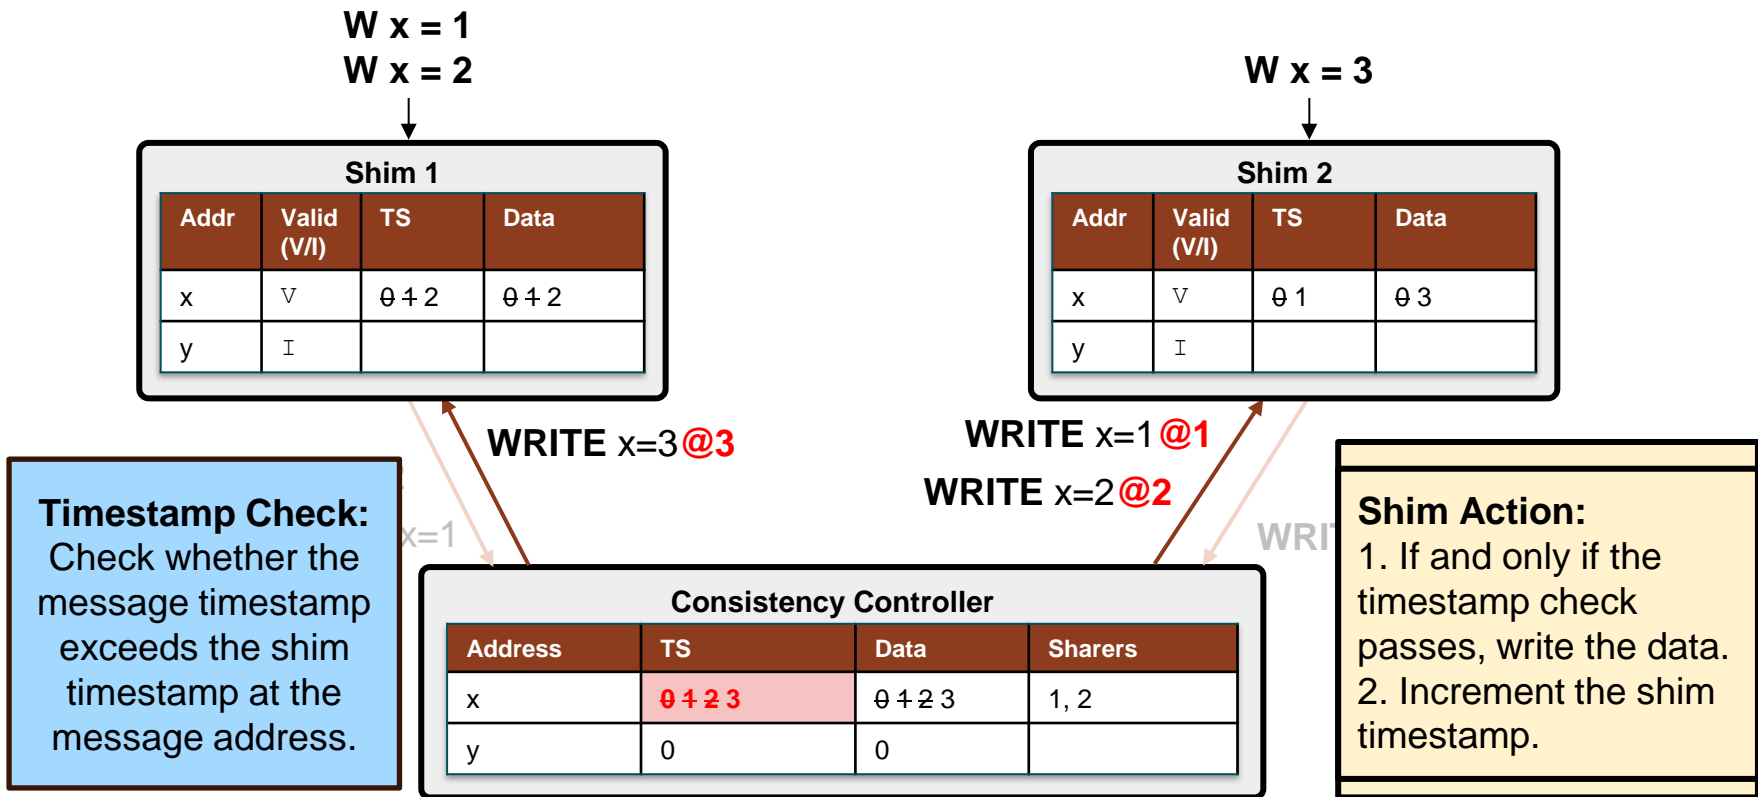 W x = 1
W x = 2
W x = 3
Shim 1
Addr Valid (V/I) TS Data
x V 0 1 2 0 1 2
y I
Shim 2
Addr Valid (V/I) TS Data
x V 0 1 0 3
y I
WRITE x=3@3
WRITE x=1@1
WRITE x=2@2
x=1
WRI
Timestamp Check:
Check whether the
message timestamp
exceeds the shim
timestamp at the
message address.
Shim Action:
1. If and only if the
timestamp check
passes, write the data.
2. Increment the shim
timestamp.
Consistency Controller
Address TS Data Sharers
x 0 1 2 3 0 1 2 3 1, 2
y 0 0